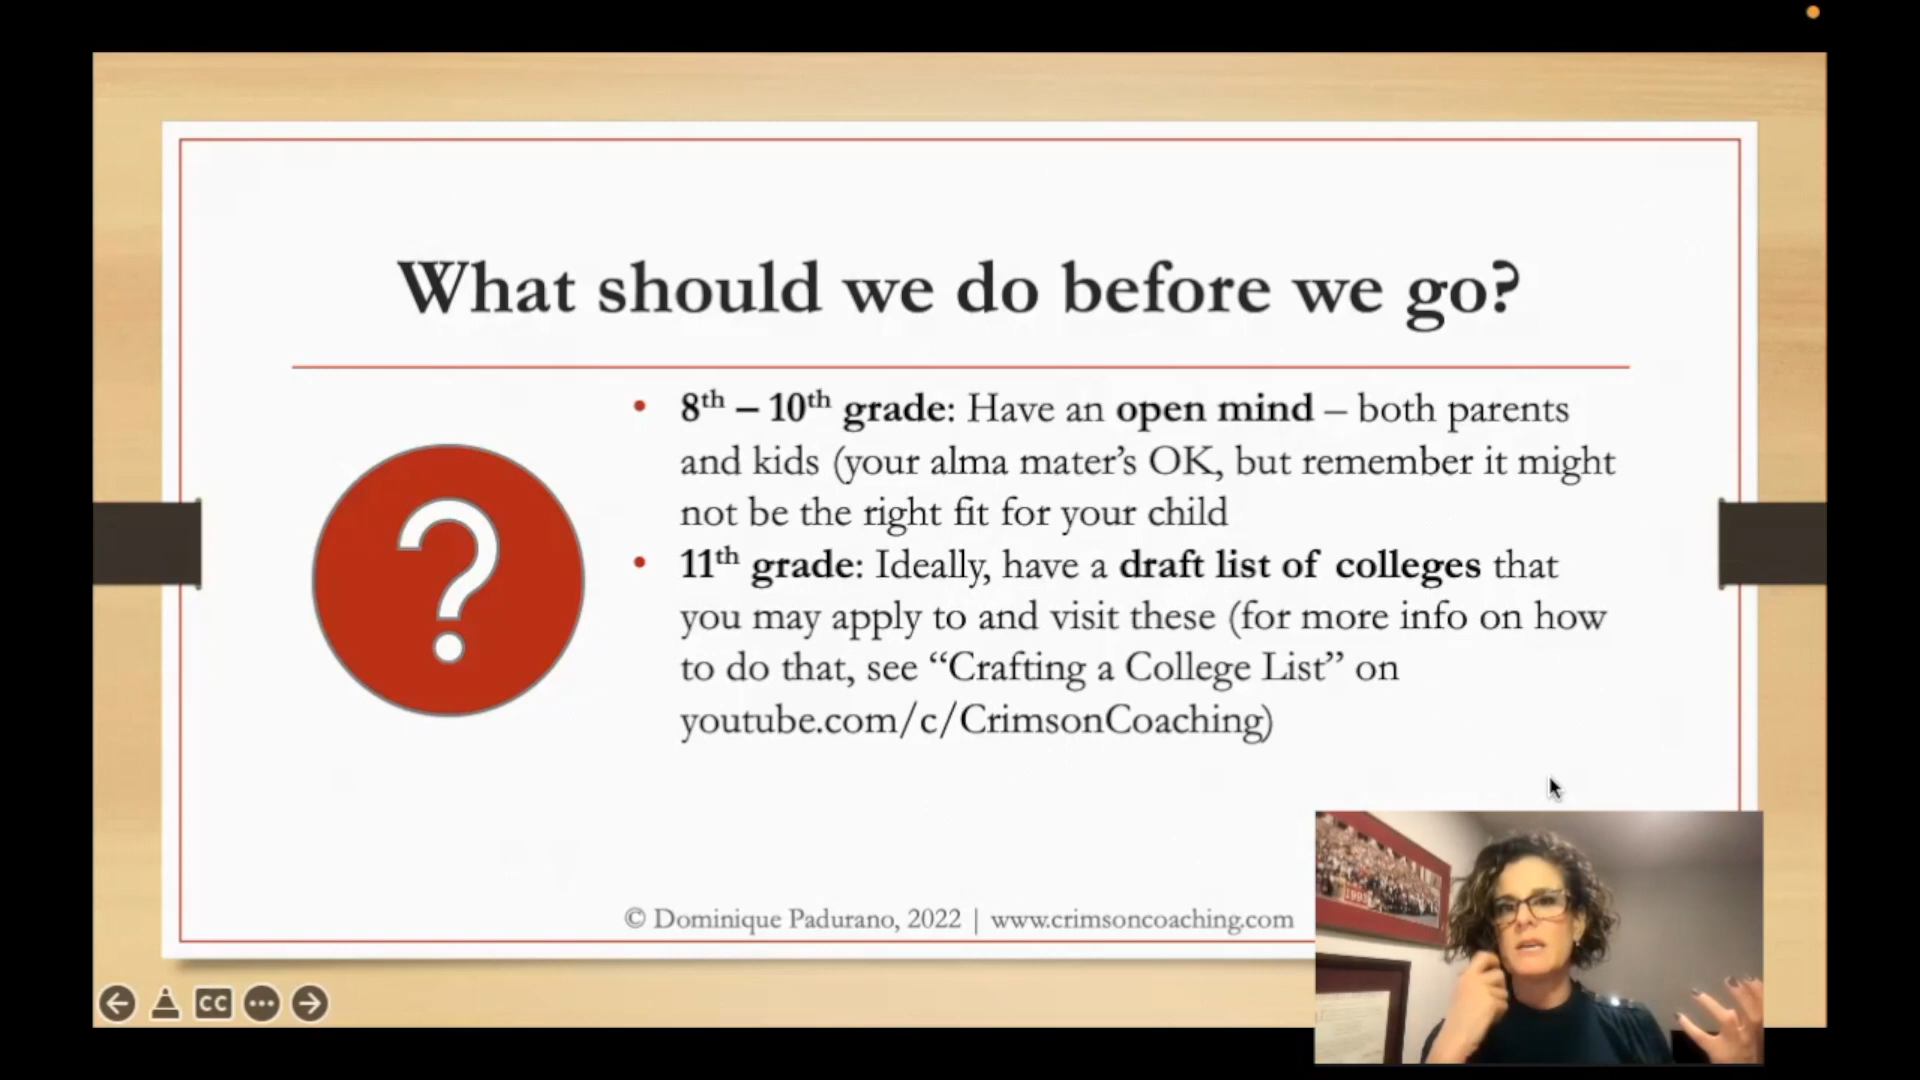 What should we do before we go?
• 8th – 10th grade: Have an open mind – both parents
and kids (your alma mater’s OK, but remember it might
not be the right fit for your child
• 11th grade: Ideally, have a draft list of colleges that
you may apply to and visit these (for more info on how
to do that, see “Crafting a College List” on
youtube.com/c/CrimsonCoaching)
?
© Dominique Padurano, 2022 | www.crimsoncoaching.com
CC